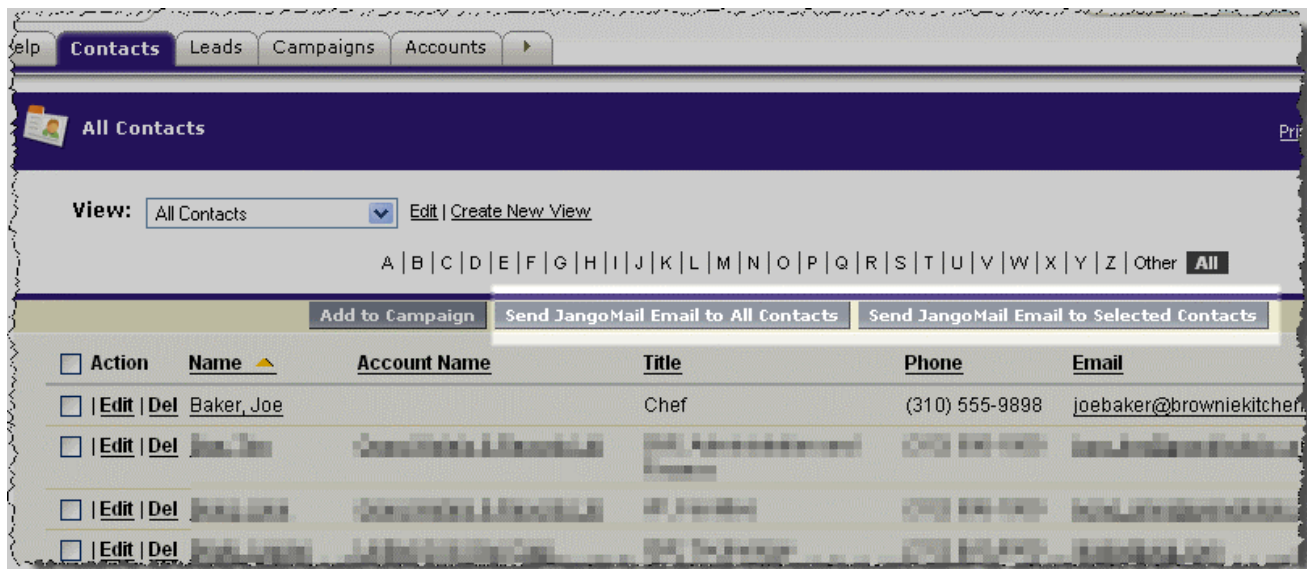 elp Contacts Leads Campaigns Accounts
All Contacts
Pri
View: All Contacts Edit | Create New View
A | B | C | D | E | F | G | H | I | J | K | L | M | N | O | P | Q | R | S | T | U | V | W | X | Y | Z | Other All
Add to Campaign Send JangoMail Email to All Contacts Send JangoMail Email to Selected Contacts
Action Name Account Name Title Phone Email
| Edit | Del Baker, Joe Chef (310) 555-9898 joebaker@browniekitchen.
| Edit | Del
| Edit | Del
| Edit | Del